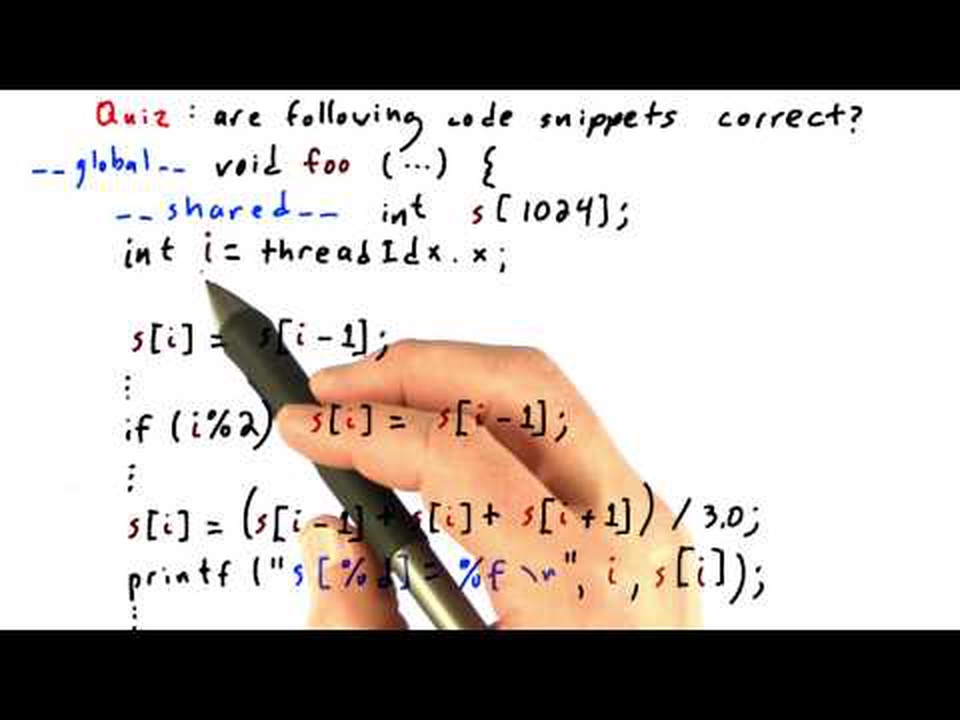 Quiz : are following code snippets correct?
__global__ void foo (...) {
__shared__ int s[1024];
int i = threadIdx.x;
s[i] = s[i-1];
⋮
if (i%2) s[i] = s[i-1];
⋮
s[i] = (s[i-1] + s[i] + s[i+1]) / 3.0;
printf ("s[%d] = %f \n", i, s[i]);
⋮